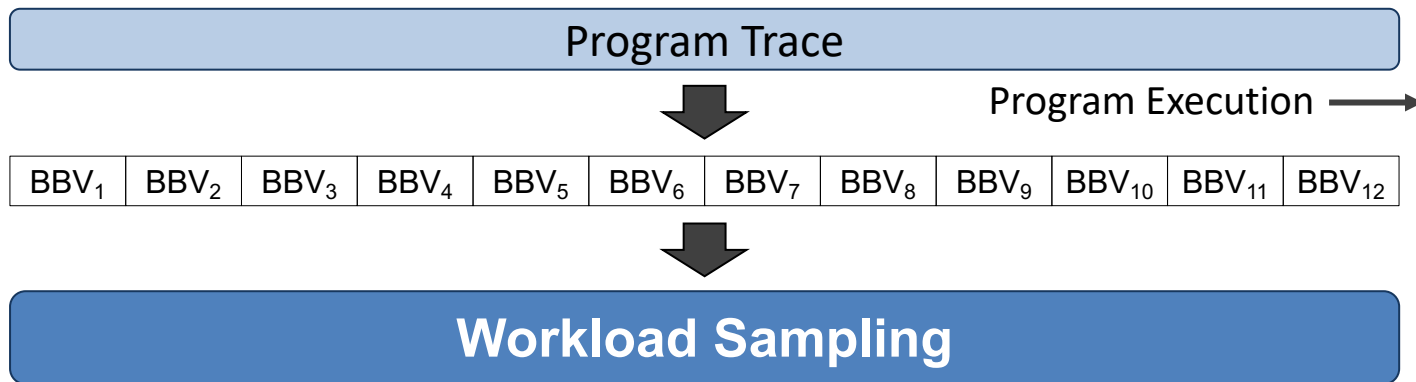 Program Trace
Program Execution
BBV₁ BBV₂ BBV₃ BBV₄ BBV₅ BBV₆ BBV₇ BBV₈ BBV₉ BBV₁₀ BBV₁₁ BBV₁₂
Workload Sampling